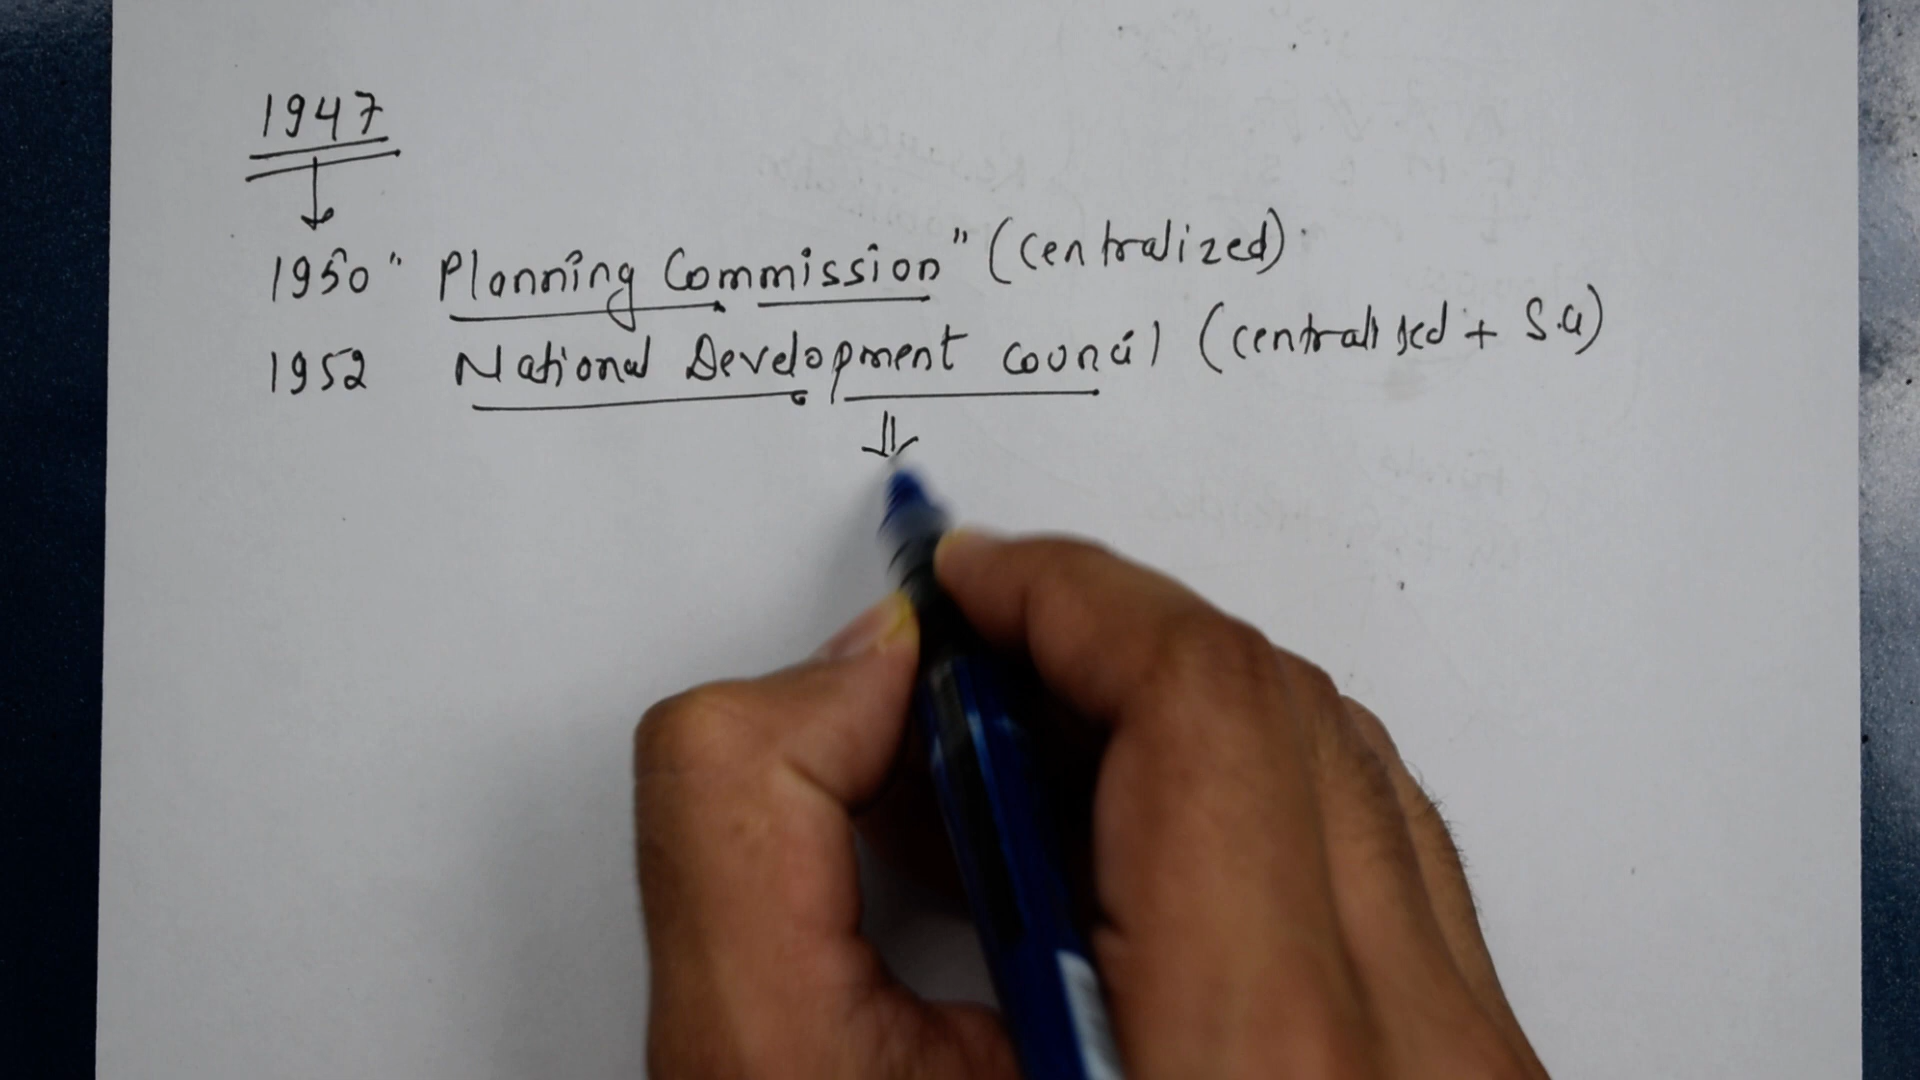 1947
1950 " Planning Commission" (Centralized)
1952 National Development Council (centralised + S.G)